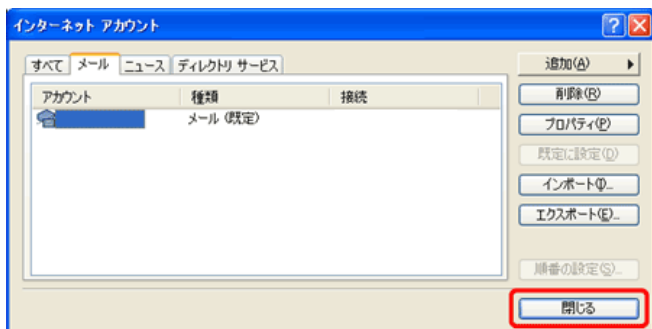 インターネット アカウント
すべて メール ニュース ディレクトリ サービス
アカウント 種類 接続
メール (既定)
追加(A)
削除(R)
プロパティ(P)
既定に設定(D)
インポート(I)...
エクスポート(E)...
順番の設定(S)...
閉じる